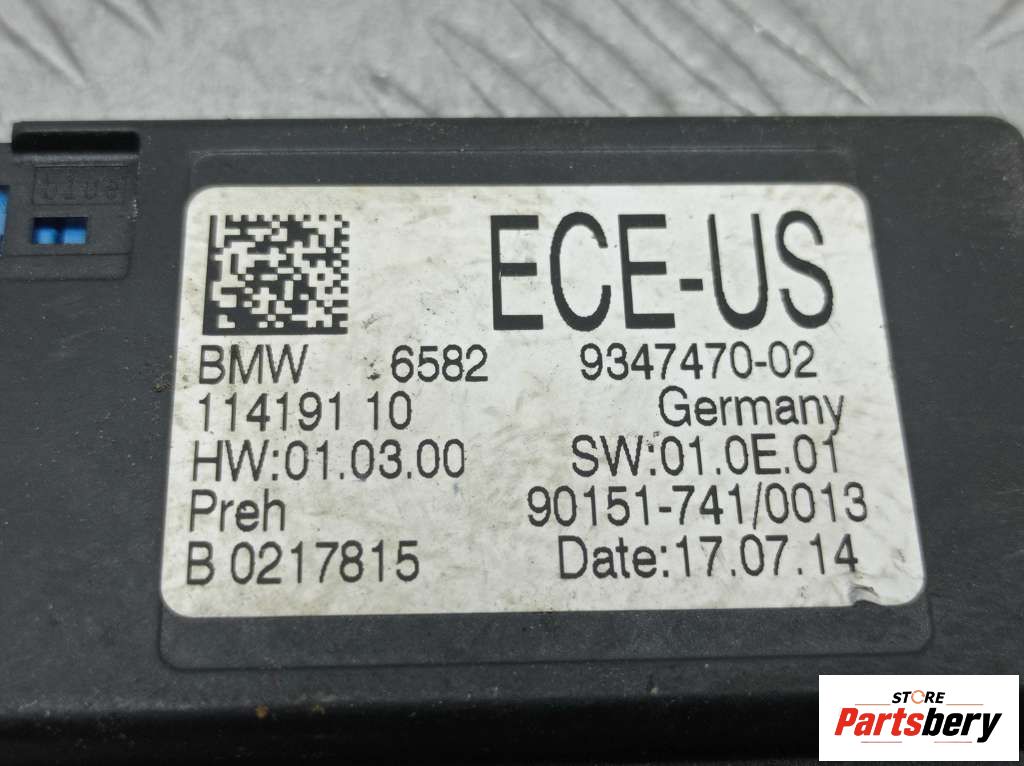 ECE-US
BMW 6582 9347470-02
114191 10 Germany
HW:01.03.00 SW:01.0E.01
Preh 90151-741/0013
B 0217815 Date:17.07.14
STORE
Partsbery